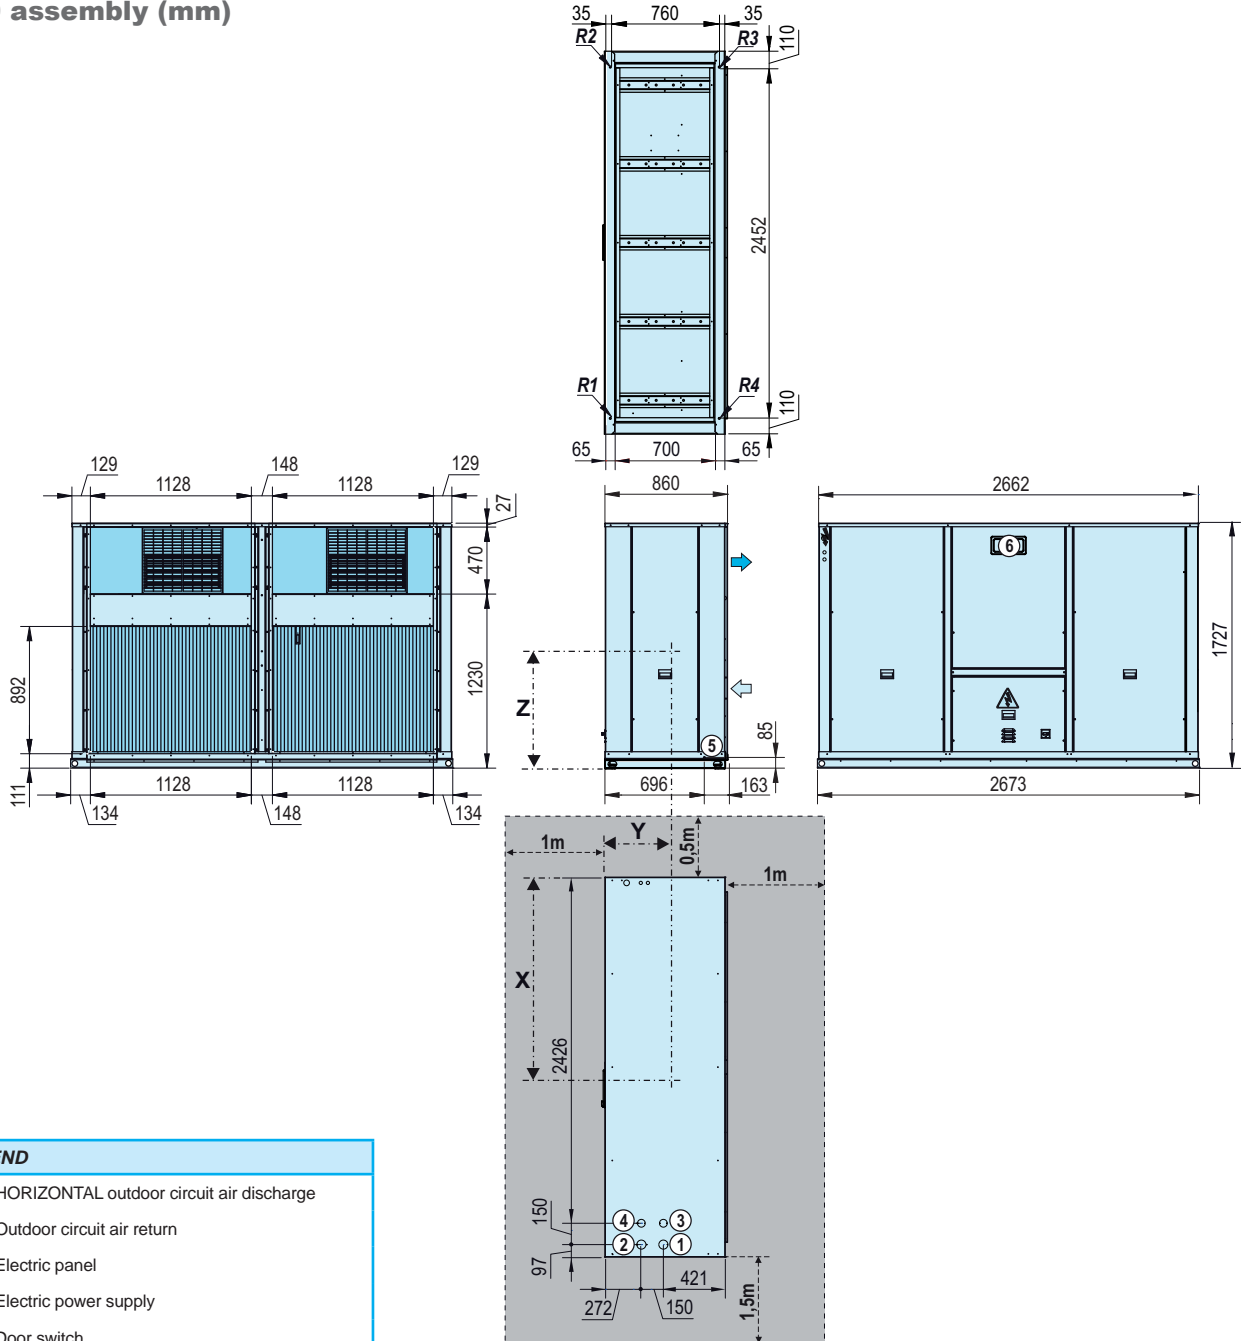 assembly (mm)
35 760 35
R2 R3
110
2452
R1 R4
110
65 700 65
129 148 129
1128 1128
27
470
892
1230
111
1128 1128
134 148 134
860
Z
5
85
696 163
2662
6
1727
2673
1m
Y
0,5m
1m
X
2426
150
4 3
2 1
97
421
272 150
1,5m
END
HORIZONTAL outdoor circuit air discharge
Outdoor circuit air return
Electric panel
Electric power supply
Door switch